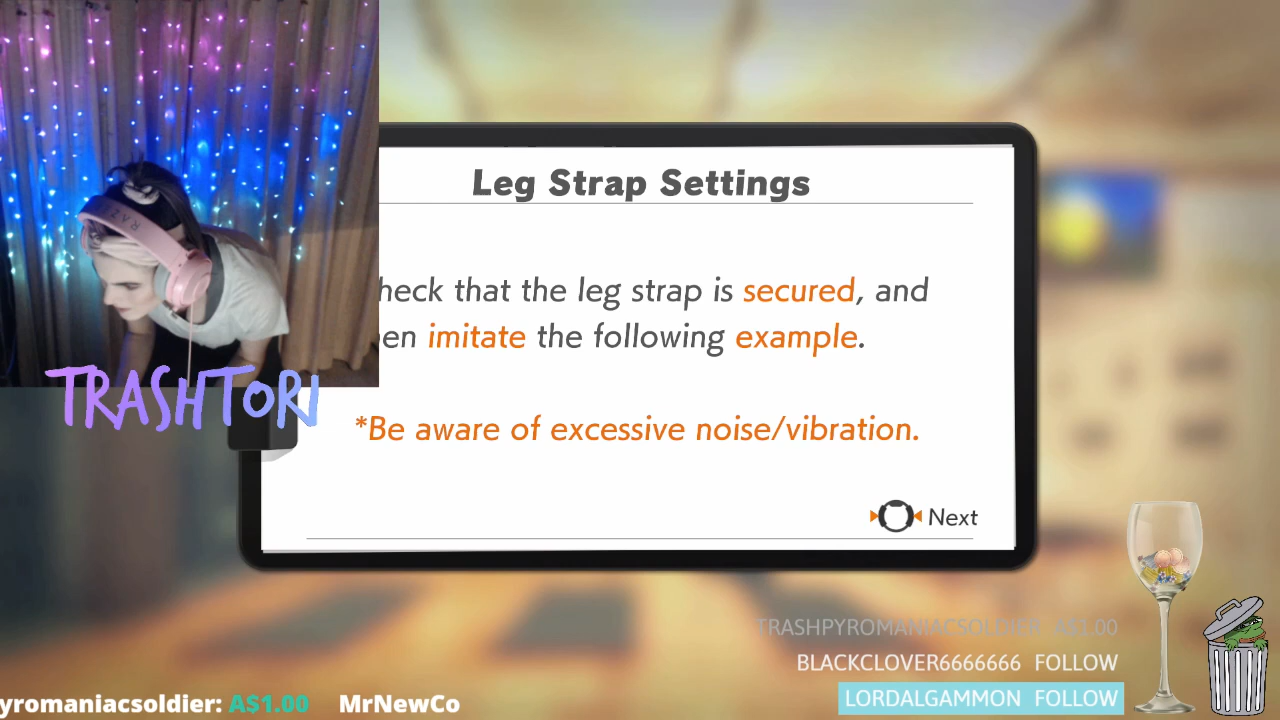 RAZER
Leg Strap Settings
heck that the leg strap is secured, and
en imitate the following example.
TRASHTORI
*Be aware of excessive noise/vibration.
Next
TRASHPYROMANIACSOLDIER A$1.00
BLACKCLOVER6666666 FOLLOW
LORDALGAMMON FOLLOW
yromaniacsoldier: A$1.00 MrNewCo